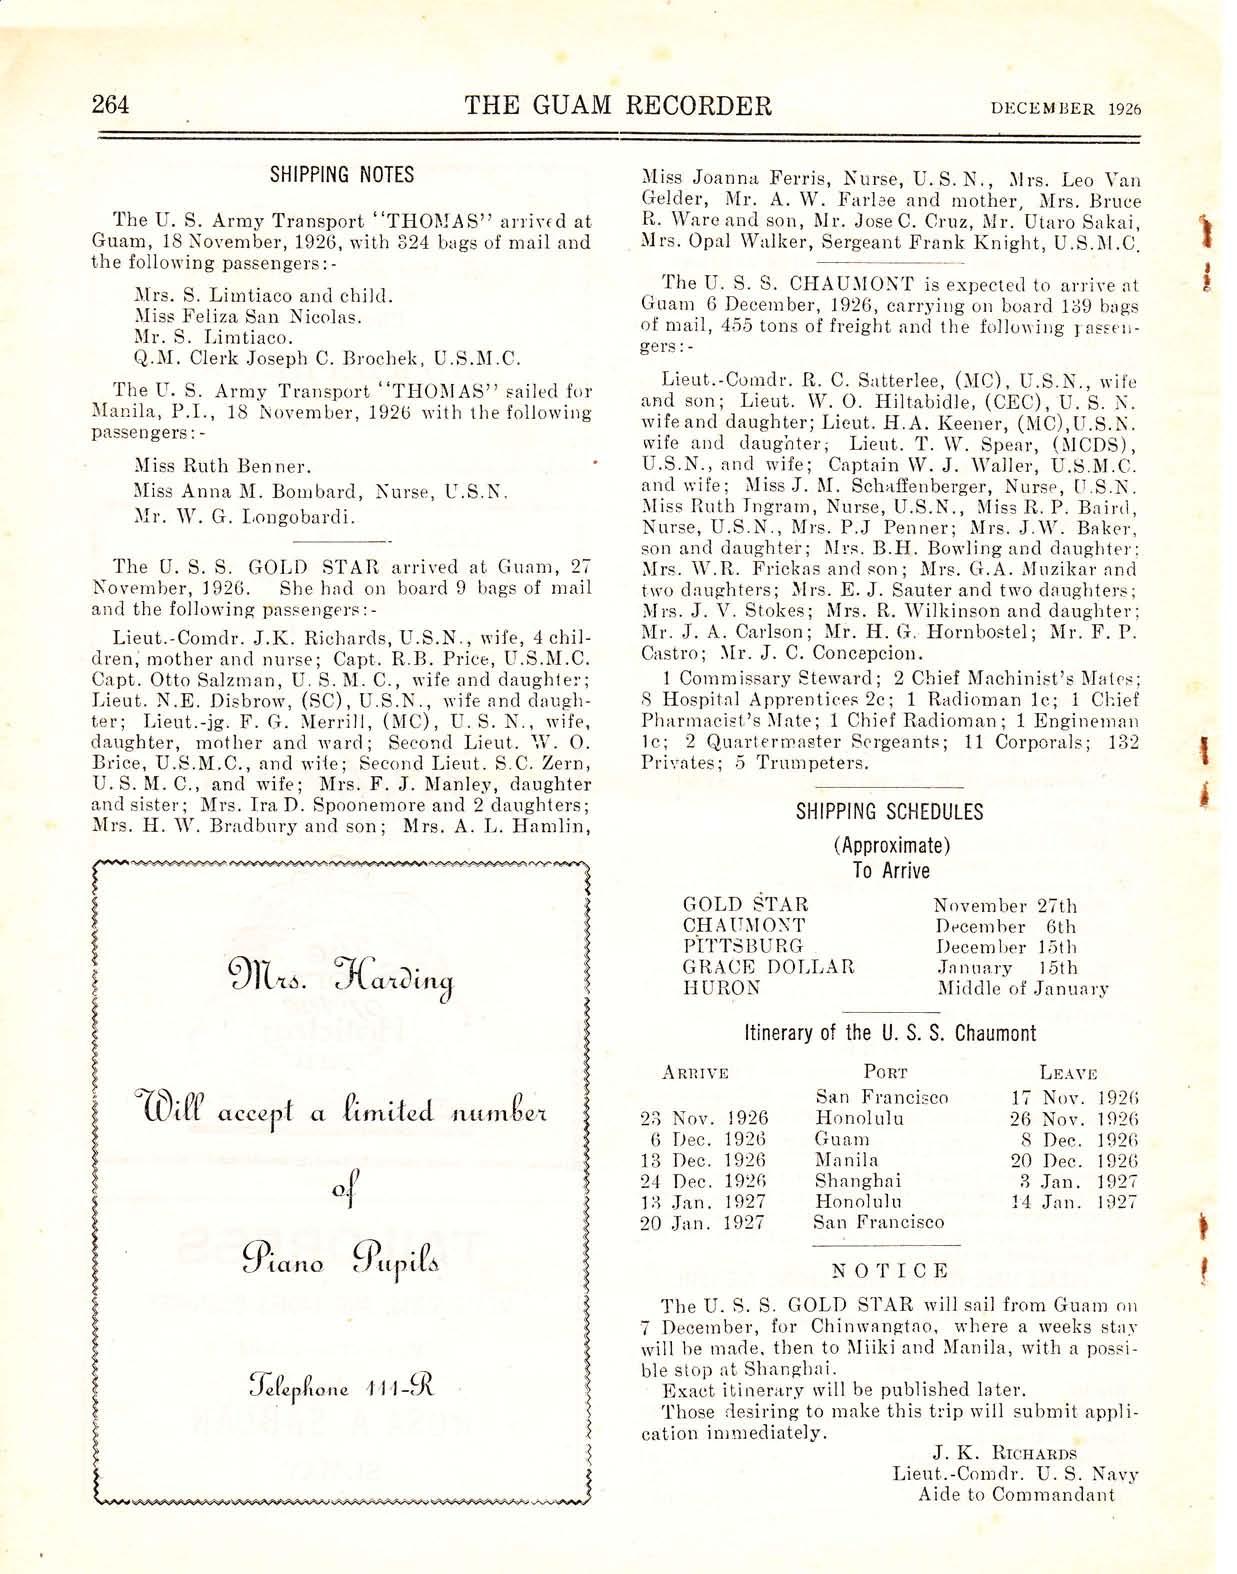 264
THE GUAM RECORDER
DECEMBER 1926
SHIPPING NOTES
The U. S. Army Transport "THOMAS" arrived at
Guam, 18 November, 1926, with 324 bags of mail and
the following passengers:-
Mrs. S. Limtiaco and child.
Miss Feliza San Nicolas.
Mr. S. Limtiaco.
Q.M. Clerk Joseph C. Brochek, U.S.M.C.
The U. S. Army Transport "THOMAS" sailed for
Manila, P.I., 18 November, 1926 with the following
passengers:-
Miss Ruth Benner.
Miss Anna M. Bombard, Nurse, U.S.N.
Mr. W. G. Longobardi.
The U. S. S. GOLD STAR arrived at Guam, 27
November, 1926. She had on board 9 bags of mail
and the following passengers:-
Lieut.-Comdr. J.K. Richards, U.S.N., wife, 4 chil-
dren, mother and nurse; Capt. R.B. Price, U.S.M.C.
Capt. Otto Salzman, U. S. M. C., wife and daughter;
Lieut. N.E. Disbrow, (SC), U.S.N., wife and daugh-
ter; Lieut.-jg. F. G. Merrill, (MC), U. S. N., wife,
daughter, mother and ward; Second Lieut. W. O.
Brice, U.S.M.C., and wife; Second Lieut. S.C. Zern,
U. S. M. C., and wife; Mrs. F. J. Manley, daughter
and sister; Mrs. Ira D. Spoonemore and 2 daughters;
Mrs. H. W. Bradbury and son; Mrs. A. L. Hamlin,
Mrs. Harding
Will accept a limited number
of
Piano Pupils
Telephone 111-R
Miss Joanna Ferris, Nurse, U. S. N., Mrs. Leo Van
Gelder, Mr. A. W. Farlee and mother, Mrs. Bruce
R. Ware and son, Mr. Jose C. Cruz, Mr. Utaro Sakai,
Mrs. Opal Walker, Sergeant Frank Knight, U.S.M.C.
The U. S. S. CHAUMONT is expected to arrive at
Guam 6 December, 1926, carrying on board 139 bags
of mail, 455 tons of freight and the following passen-
gers:-
Lieut.-Comdr. R. C. Satterlee, (MC), U.S.N., wife
and son; Lieut. W. O. Hiltabidle, (CEC), U. S. N.
wife and daughter; Lieut. H.A. Keener, (MC),U.S.N.
wife and daughter; Lieut. T. W. Spear, (MCDS),
U.S.N., and wife; Captain W. J. Waller, U.S.M.C.
and wife; Miss J. M. Schaffenberger, Nurse, U.S.N.
Miss Ruth Ingram, Nurse, U.S.N., Miss R. P. Baird,
Nurse, U.S.N., Mrs. P.J Penner; Mrs. J.W. Baker,
son and daughter; Mrs. B.H. Bowling and daughter;
Mrs. W.R. Frickas and son; Mrs. G.A. Muzikar and
two daughters; Mrs. E. J. Sauter and two daughters;
Mrs. J. V. Stokes; Mrs. R. Wilkinson and daughter;
Mr. J. A. Carlson; Mr. H. G. Hornbostel; Mr. F. P.
Castro; Mr. J. C. Concepcion.
1 Commissary Steward; 2 Chief Machinist's Mates;
8 Hospital Apprentices 2c; 1 Radioman 1c; 1 Chief
Pharmacist's Mate; 1 Chief Radioman; 1 Engineman
1c; 2 Quartermaster Sergeants; 11 Corporals; 132
Privates; 5 Trumpeters.
SHIPPING SCHEDULES
(Approximate)
To Arrive
GOLD STAR November 27th
CHAUMONT December 6th
PITTSBURG December 15th
GRACE DOLLAR January 15th
HURON Middle of January
Itinerary of the U. S. S. Chaumont
ARRIVE PORT LEAVE
San Francisco 17 Nov. 1926
23 Nov. 1926 Honolulu 26 Nov. 1926
6 Dec. 1926 Guam 8 Dec. 1926
13 Dec. 1926 Manila 20 Dec. 1926
24 Dec. 1926 Shanghai 3 Jan. 1927
13 Jan. 1927 Honolulu 14 Jan. 1927
20 Jan. 1927 San Francisco
NOTICE
The U. S. S. GOLD STAR will sail from Guam on
7 December, for Chinwangtao, where a weeks stay
will be made, then to Miiki and Manila, with a possi-
ble stop at Shanghai.
Exact itinerary will be published later.
Those desiring to make this trip will submit appli-
cation immediately.
J. K. RICHARDS
Lieut.-Comdr. U. S. Navy
Aide to Commandant